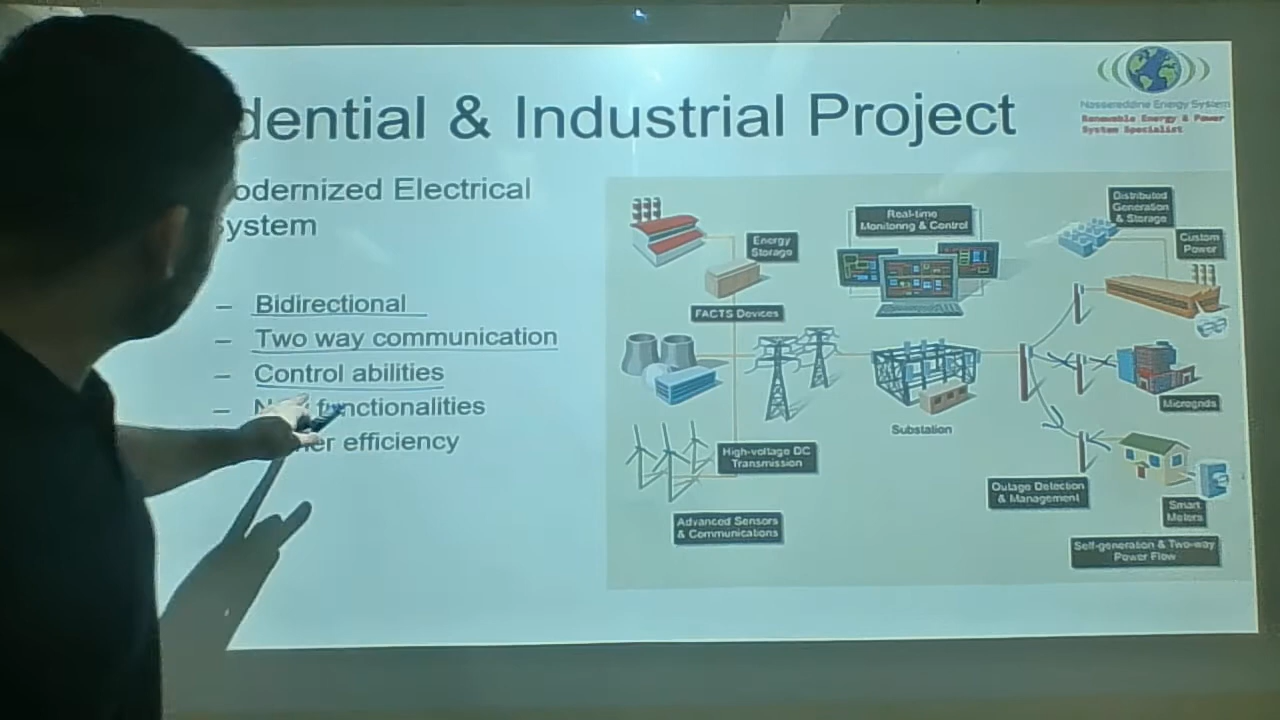 dential & Industrial Project
Nassereddine Energy System
Renewable Energy & Power
System Specialist
odernized Electrical
ystem
– Bidirectional
– Two way communication
– Control abilities
– functionalities
efficiency
Energy
Storage
FACTS Devices
Real-time
Monitoring & Control
Distributed
Generation
& Storage
Custom
Power
High-voltage DC
Transmission
Substation
Microgrids
Advanced Sensors
& Communications
Outage Detection
& Management
Smart
Meters
Self-generation & Two-way
Power Flow